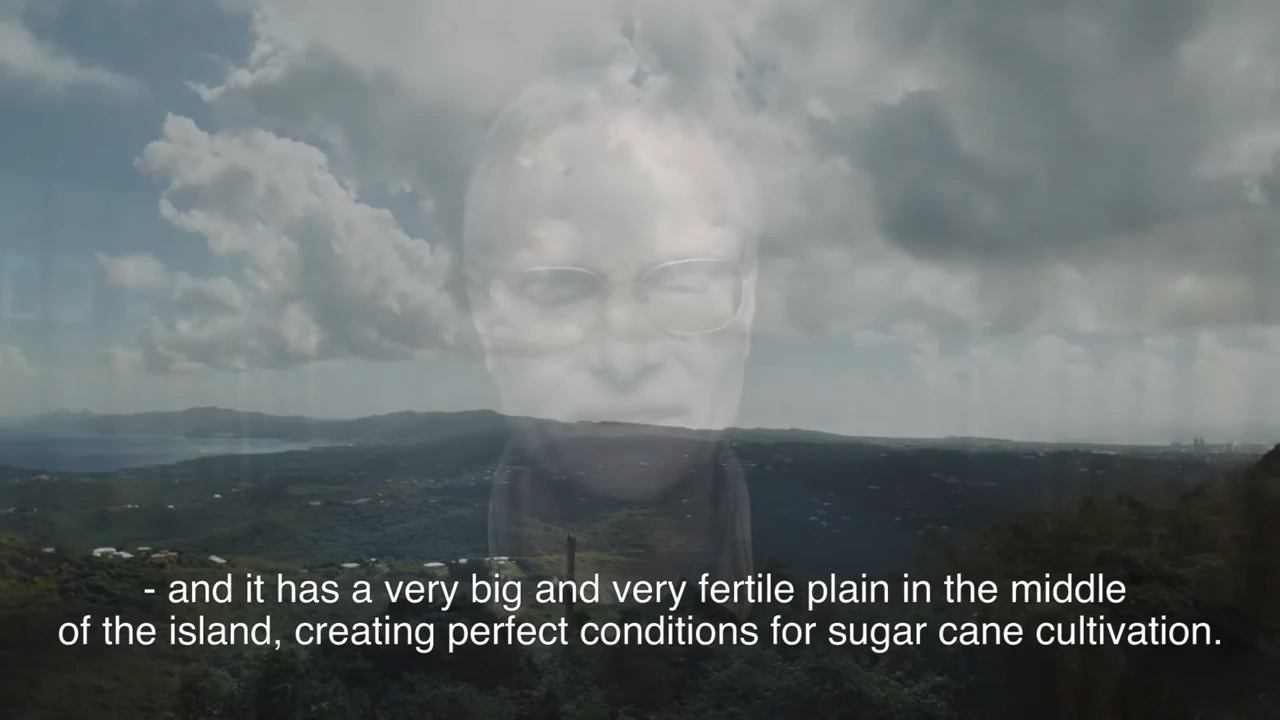 - and it has a very big and very fertile plain in the middle
of the island, creating perfect conditions for sugar cane cultivation.